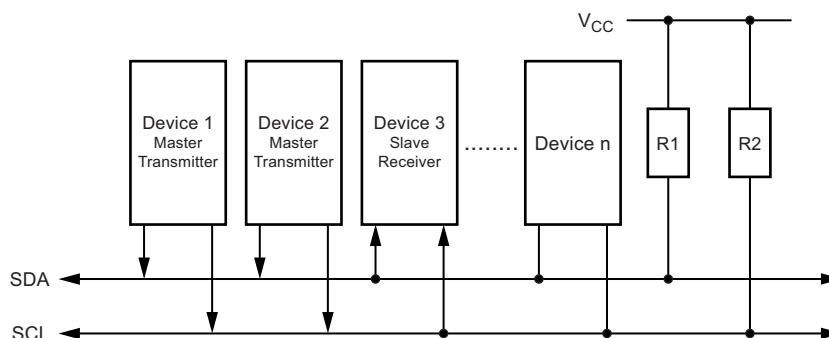 VCC
Device 1
Master
Transmitter
Device 2
Master
Transmitter
Device 3
Slave
Receiver
........
Device n
R1
R2
SDA
SCL